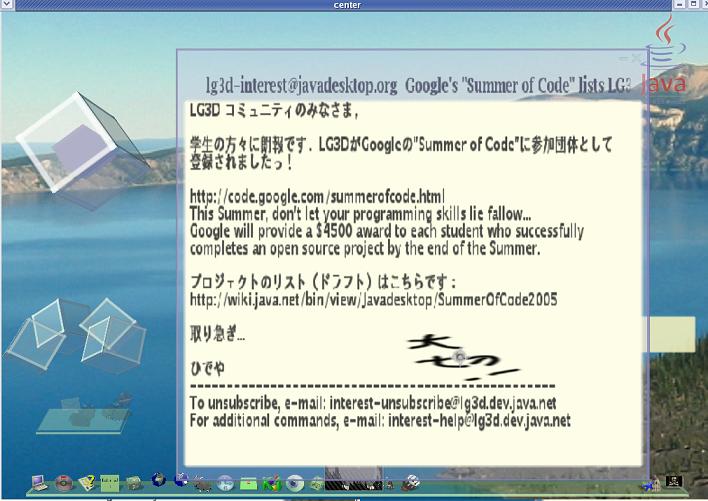 center
lg3d-interest@javadesktop.org Google's "Summer of Code" lists LG3
Java
LG3D コミュニティのみなさま,
学生の方々に朗報です. LG3DがGoogleの"Summer of Code"に参加団体として
登録されましたっ!
http://code.google.com/summerofcode.html
This Summer, don't let your programming skills lie fallow...
Google will provide a $4500 award to each student who successfully
completes an open source project by the end of the Summer.
プロジェクトのリスト (ドラフト) はこちらです:
http://wiki.java.net/bin/view/Javadesktop/SummerOfCode2005
取り急ぎ...
ひでや
------------------------------------------------------
To unsubscribe, e-mail: interest-unsubscribe@lg3d.dev.java.net
For additional commands, e-mail: interest-help@lg3d.dev.java.net